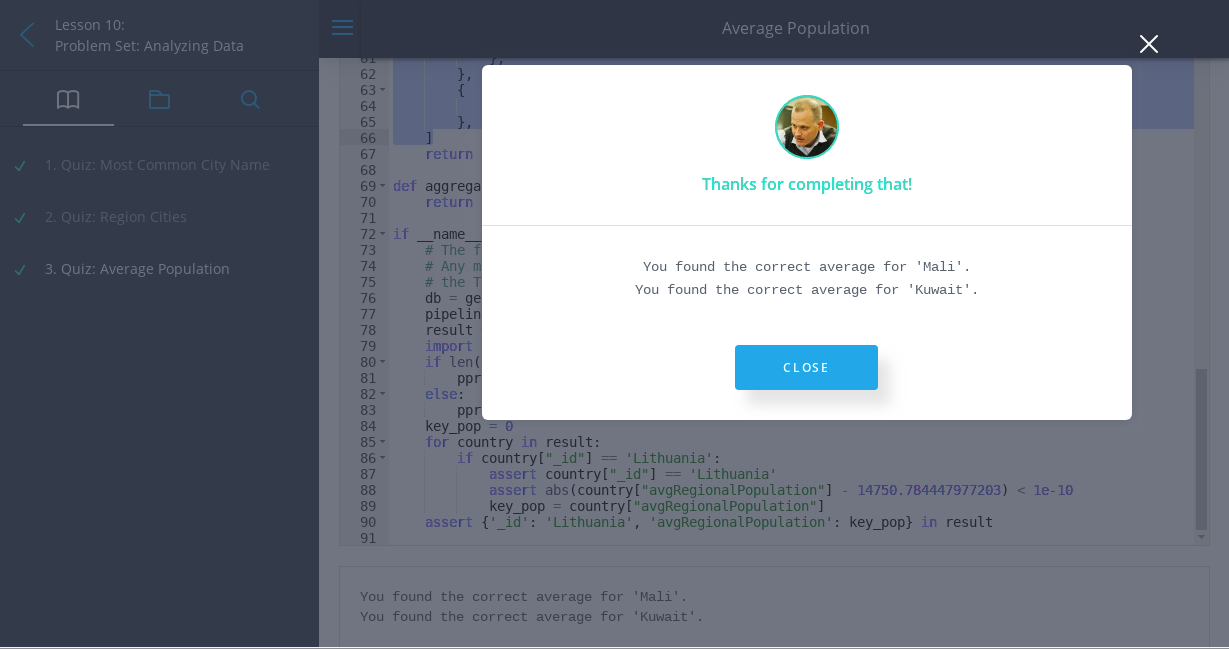 Lesson 10:
Problem Set: Analyzing Data
1. Quiz: Most Common City Name
2. Quiz: Region Cities
3. Quiz: Average Population
Average Population
61 },
62 },
63 {
64
65 },
66 ]
67 return
68
69 def aggrega
70 return
71
72 if __name__
73 # The f
74 # Any m
75 # the T
76 db = ge
77 pipelin
78 result
79 import
80 if len(
81 ppr
82 else:
83 ppr
84 key_pop = 0
85 for country in result:
86 if country["_id"] == 'Lithuania':
87 assert country["_id"] == 'Lithuania'
88 assert abs(country["avgRegionalPopulation"] - 14750.784447977203) < 1e-10
89 key_pop = country["avgRegionalPopulation"]
90 assert {'_id': 'Lithuania', 'avgRegionalPopulation': key_pop} in result
91
Thanks for completing that!
You found the correct average for 'Mali'.
You found the correct average for 'Kuwait'.
CLOSE
You found the correct average for 'Mali'.
You found the correct average for 'Kuwait'.